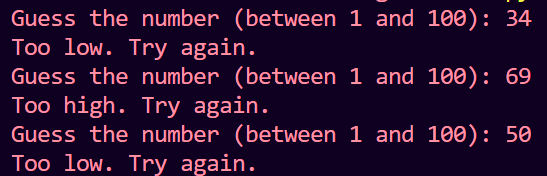 Guess the number (between 1 and 100): 34
Too low. Try again.
Guess the number (between 1 and 100): 69
Too high. Try again.
Guess the number (between 1 and 100): 50
Too low. Try again.